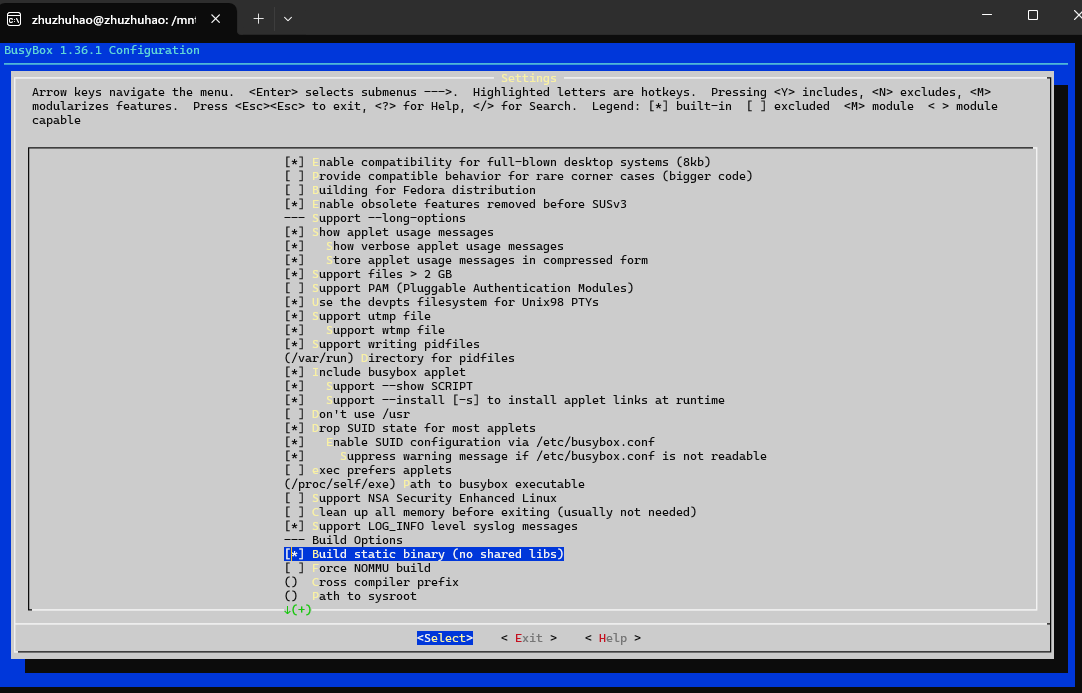 zhuzhuhao@zhuzhuhao: /mn
BusyBox 1.36.1 Configuration
Settings
Arrow keys navigate the menu.  <Enter> selects submenus --->.  Highlighted letters are hotkeys.  Pressing <Y> includes, <N> excludes, <M>
modularizes features.  Press <Esc><Esc> to exit, <?> for Help, </> for Search.  Legend: [*] built-in  [ ] excluded  <M> module  < > module
capable
[*] Enable compatibility for full-blown desktop systems (8kb)
[ ] Provide compatible behavior for rare corner cases (bigger code)
[ ] Building for Fedora distribution
[*] Enable obsolete features removed before SUSv3
--- Support --long-options
[*] Show applet usage messages
[*]   Show verbose applet usage messages
[*]   Store applet usage messages in compressed form
[*] Support files > 2 GB
[ ] Support PAM (Pluggable Authentication Modules)
[*] Use the devpts filesystem for Unix98 PTYs
[*] Support utmp file
[*]   Support wtmp file
[*] Support writing pidfiles
(/var/run) Directory for pidfiles
[*] Include busybox applet
[*]   Support --show SCRIPT
[*]   Support --install [-s] to install applet links at runtime
[ ] Don't use /usr
[*] Drop SUID state for most applets
[*]   Enable SUID configuration via /etc/busybox.conf
[*]     Suppress warning message if /etc/busybox.conf is not readable
[ ] exec prefers applets
(/proc/self/exe) Path to busybox executable
[ ] Support NSA Security Enhanced Linux
[ ] Clean up all memory before exiting (usually not needed)
[*] Support LOG_INFO level syslog messages
--- Build Options
[*] Build static binary (no shared libs)
[ ] Force NOMMU build
() Cross compiler prefix
() Path to sysroot
↓(+)
<Select>    < Exit >    < Help >